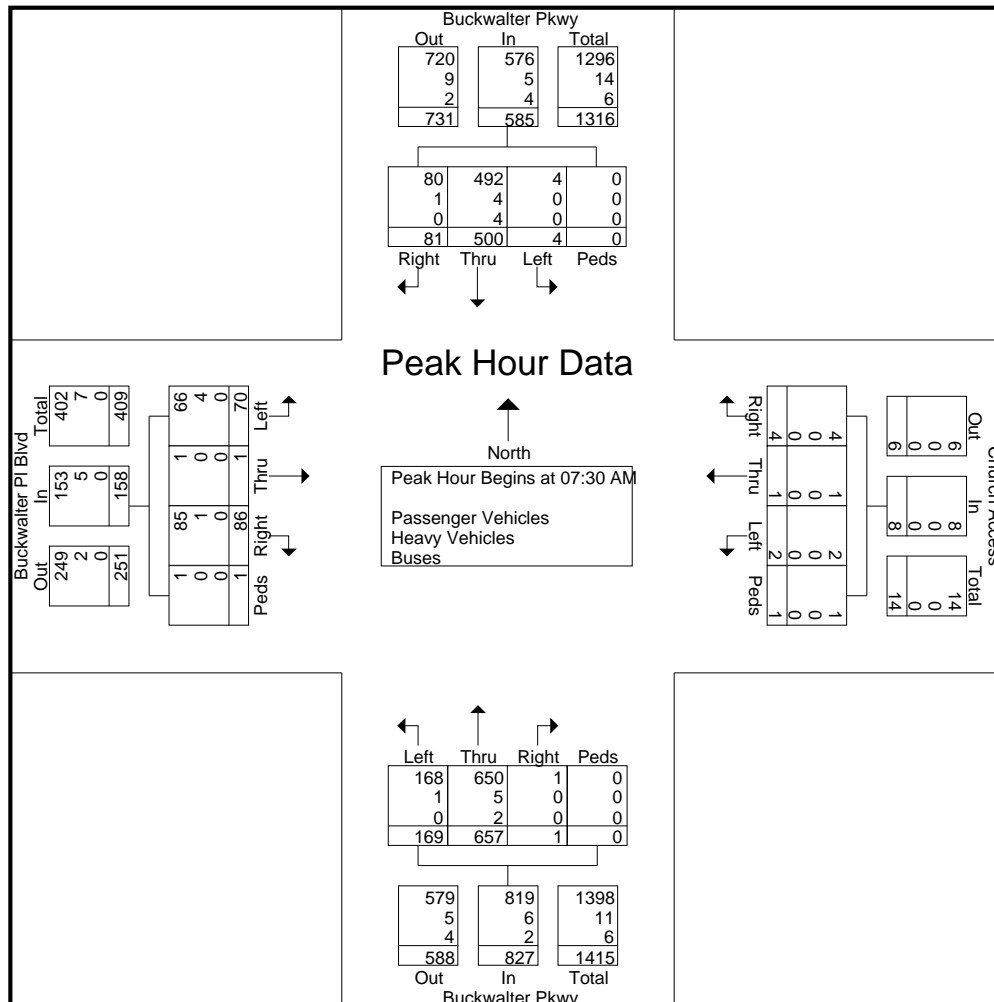 Buckwalter Pkwy
Out In Total
720 576 1296
9 5 14
2 4 6
731 585 1316
80 492 4 0
1 4 0 0
0 4 0 0
81 500 4 0
Right Thru Left Peds
Peak Hour Data
North
Peak Hour Begins at 07:30 AM
Passenger Vehicles
Heavy Vehicles
Buses
Buckwalter Pl Blvd
Out In Total
249 153 402
2 5 7
0 0 0
251 158 409
Peds Right Thru Left
1 85 1 66
0 1 0 4
0 0 0 0
1 86 1 70
Church Access
Out In Total
6 8 14
0 0 0
0 0 0
6 8 14
4 1 2 1
0 0 0 0
0 0 0 0
4 1 2 1
Right Thru Left Peds
Left Thru Right Peds
168 650 1 0
1 5 0 0
0 2 0 0
169 657 1 0
579 819 1398
5 6 11
4 2 6
588 827 1415
Out In Total
Buckwalter Pkwy